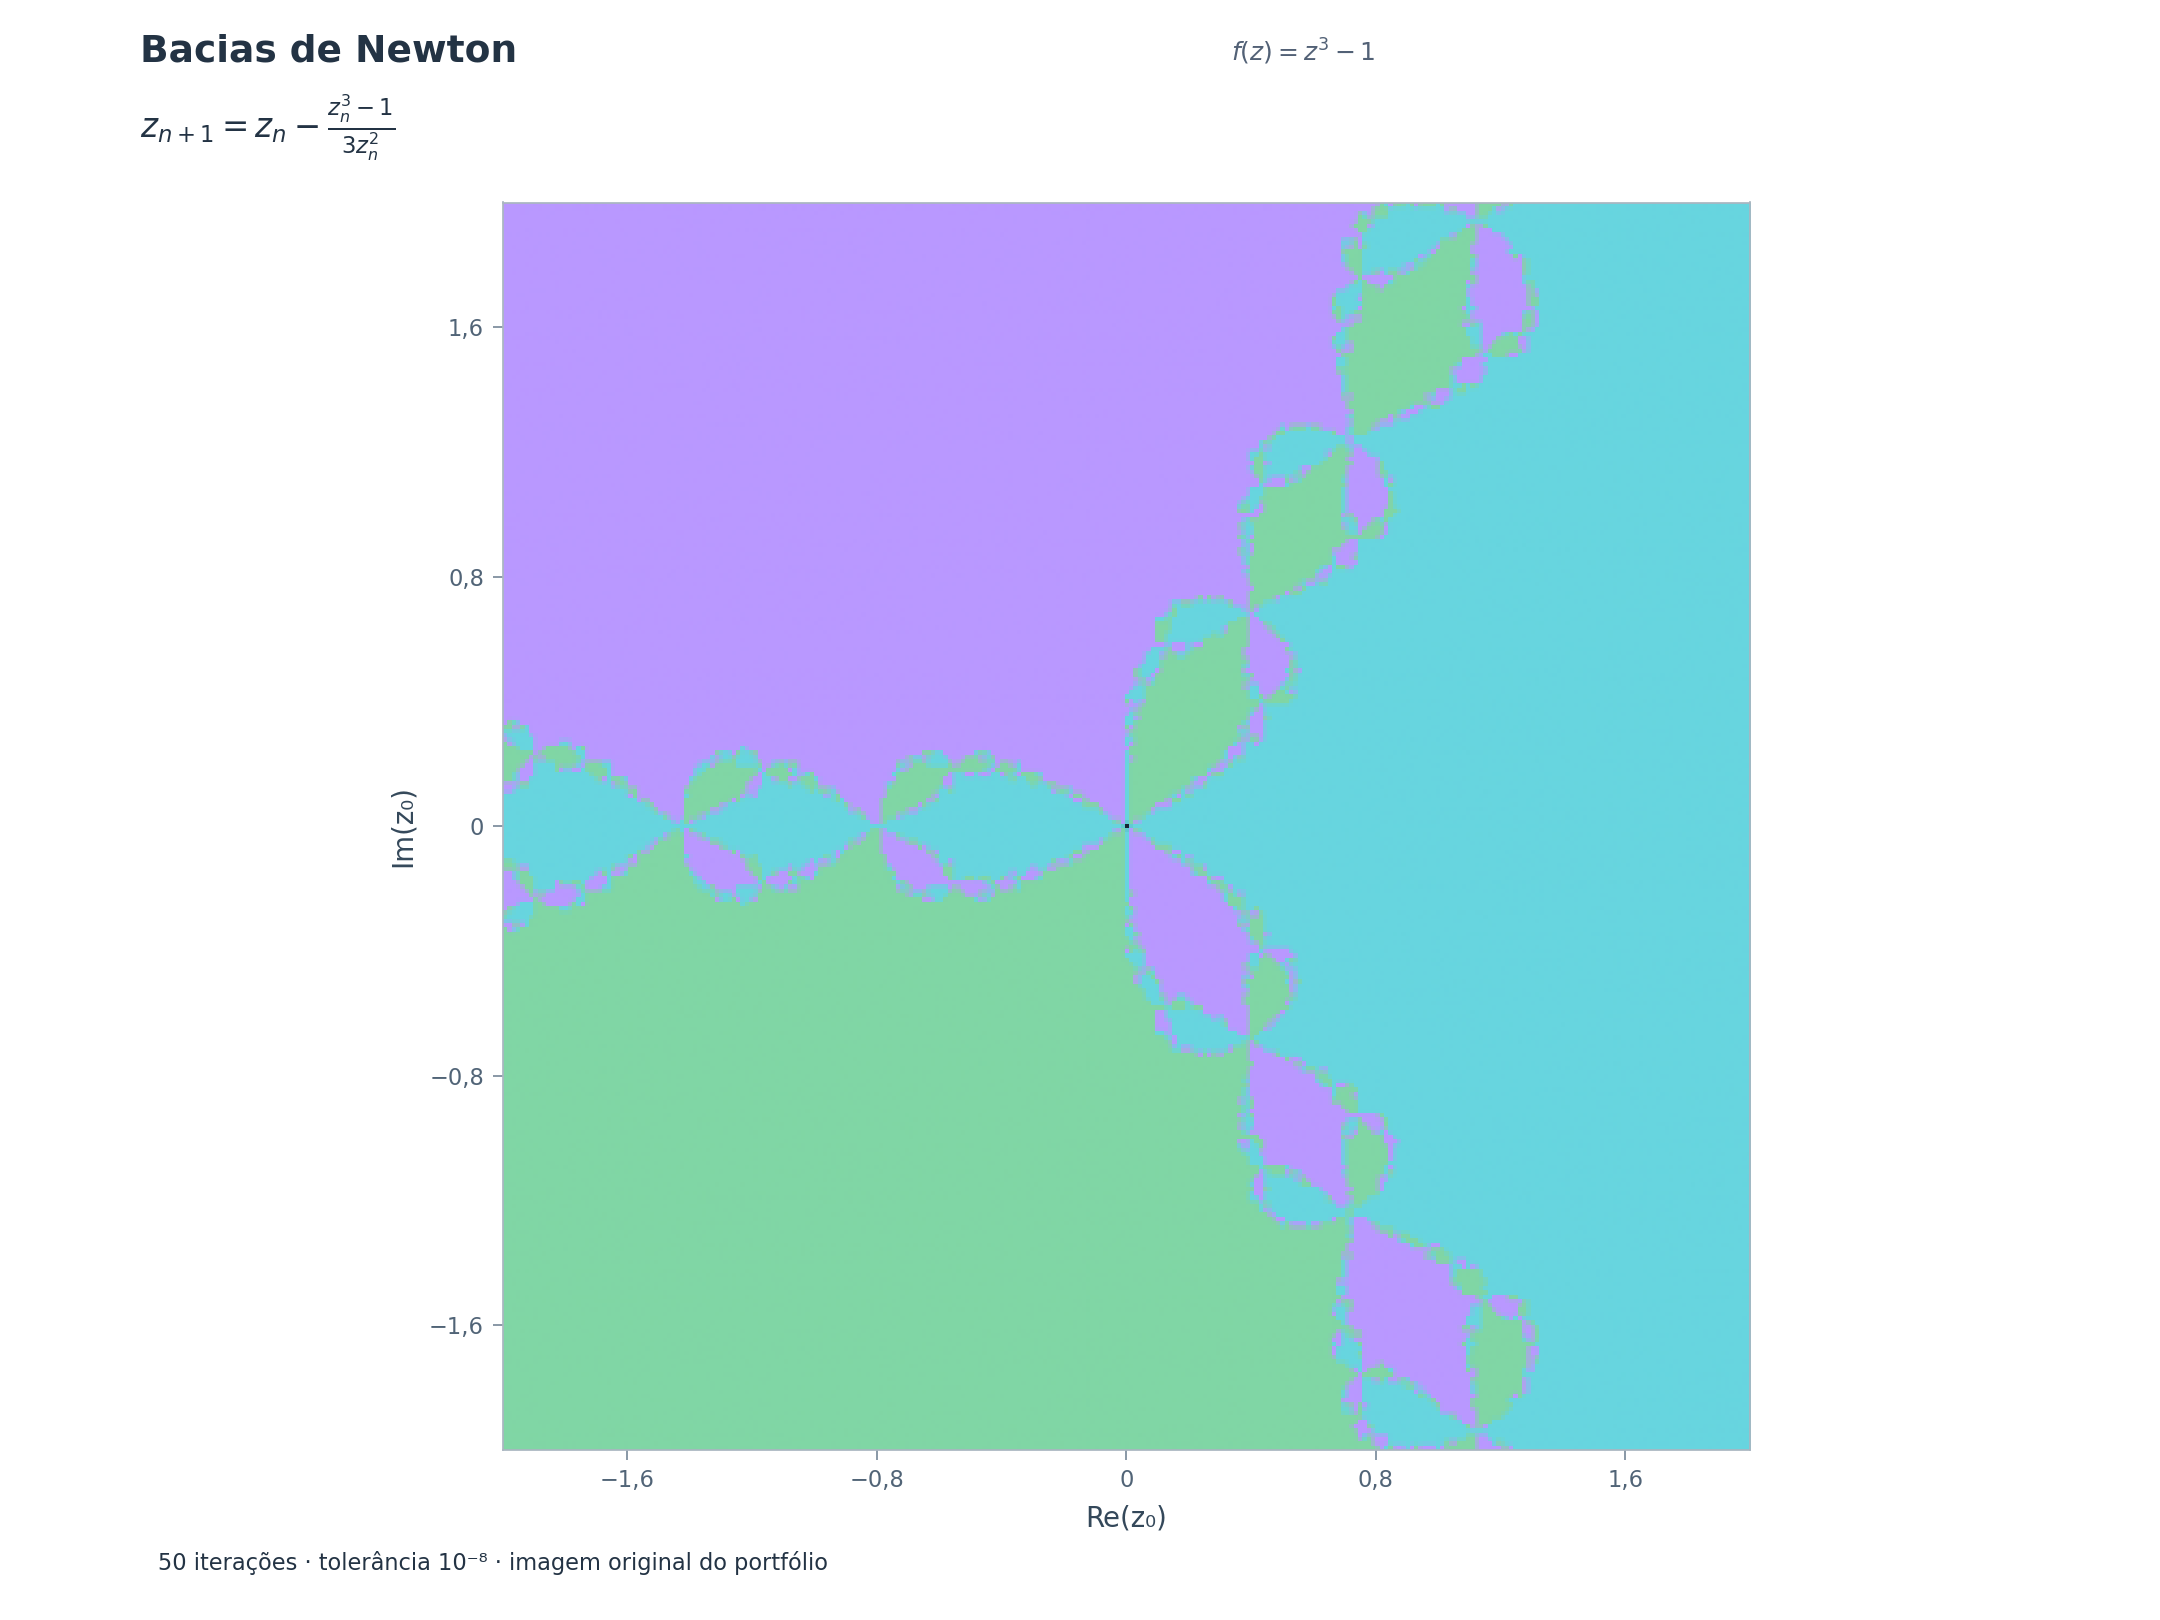 Bacias de Newton
f(z) = z³ − 1
zₙ₊₁ = zₙ − (zₙ³ − 1)/(3zₙ²)
1,6
0,8
0
−0,8
−1,6
Im(z₀)
−1,6 −0,8 0 0,8 1,6
Re(z₀)
50 iterações · tolerância 10⁻⁸ · imagem original do portfólio